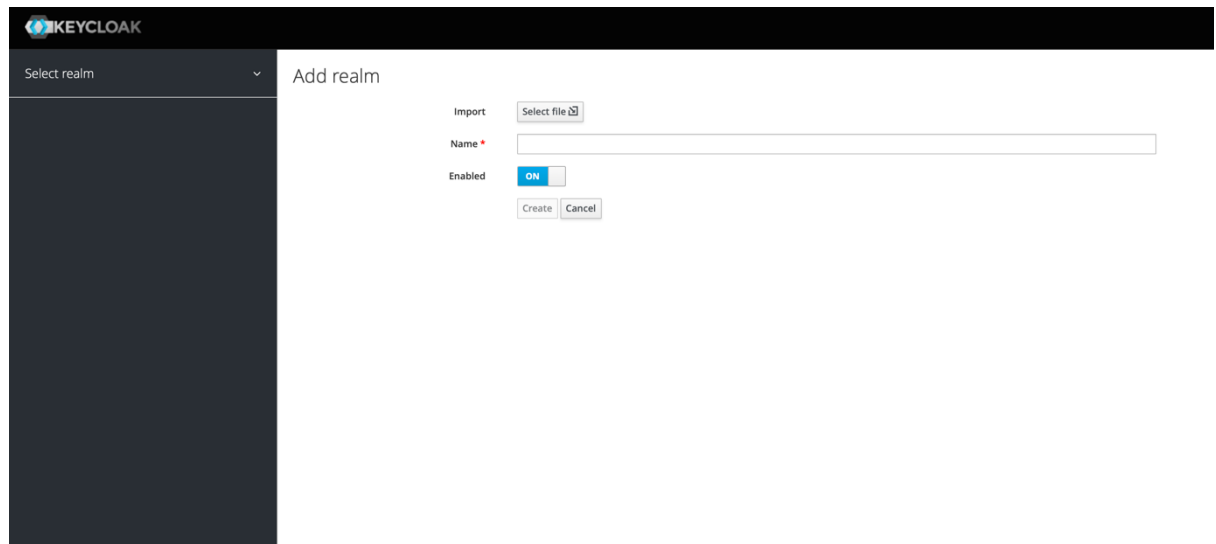 KEYCLOAK
Select realm
Add realm
Import Select file
Name *
Enabled ON
Create Cancel